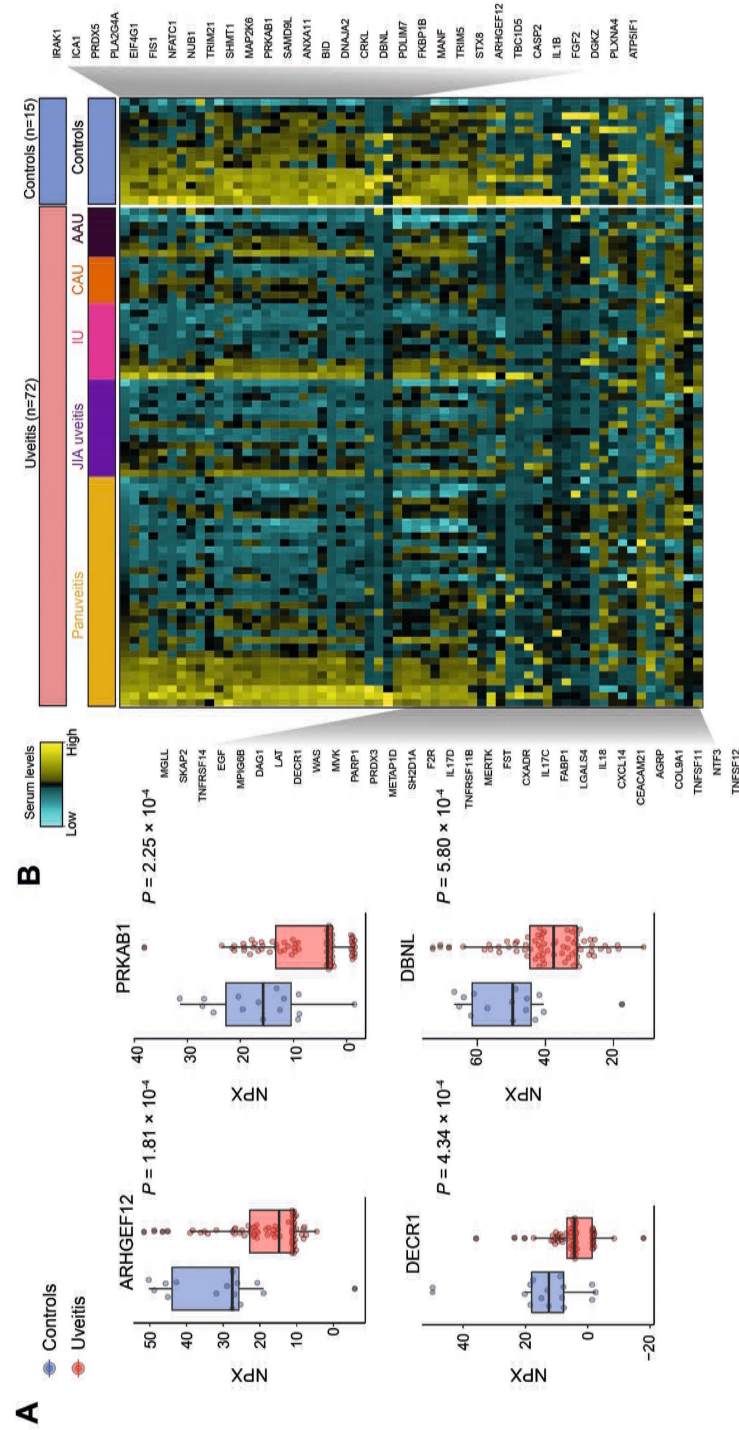 A
Controls
Uveitis
ARHGEF12
P = 1.81 × 10-4
NPX
50
40
30
20
10
0
PRKAB1
P = 2.25 × 10-4
NPX
40
30
20
10
0
DECR1
P = 4.34 × 10-4
NPX
40
20
0
−20
DBNL
P = 5.80 × 10-4
NPX
60
40
20
B
Serum levels
Low
High
Uveitis (n=72)
Controls (n=15)
Panuveitis
JIA uveitis
IU
CAU
AAU
Controls
IRAK1
ICA1
PRDX5
PLA2G4A
EIF4G1
FIS1
NFATC1
NUB1
TRIM21
SHMT1
MAP2K6
PRKAB1
SAMD9L
ANXA11
BID
DNAJA2
CRKL
DBNL
PDLIM7
FKBP1B
MANF
TRIM5
STX8
ARHGEF12
TBC1D5
CASP2
IL1B
FGF2
DGKZ
PLXNA4
ATP5IF1
MGLL
SKAP2
TNFRSF14
EGF
MPIG6B
DAG1
LAT
DECR1
WAS
MVK
PARP1
PRDX3
METAP1D
SH2D1A
F2R
IL17D
TNFRSF11B
MERTK
FST
CXADR
IL17C
FABP1
LGALS4
IL18
CXCL14
CEACAM21
AGRP
COL9A1
TNFSF11
NTF3
TNFSF12